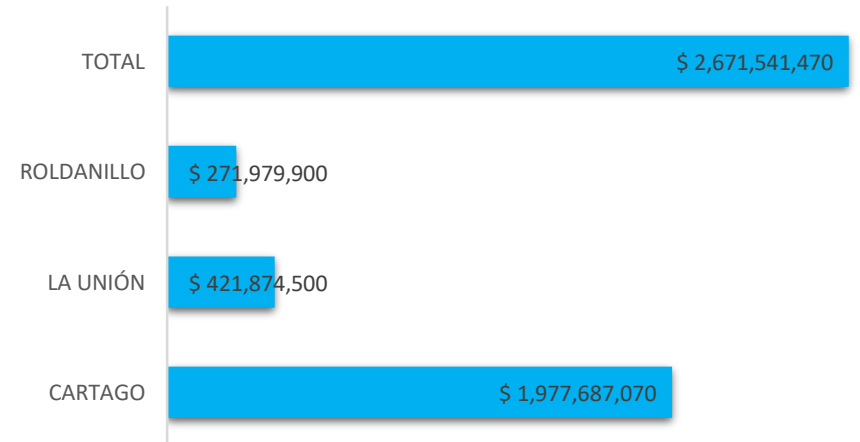 TOTAL $ 2,671,541,470
ROLDANILLO $ 271,979,900
LA UNIÓN $ 421,874,500
CARTAGO $ 1,977,687,070